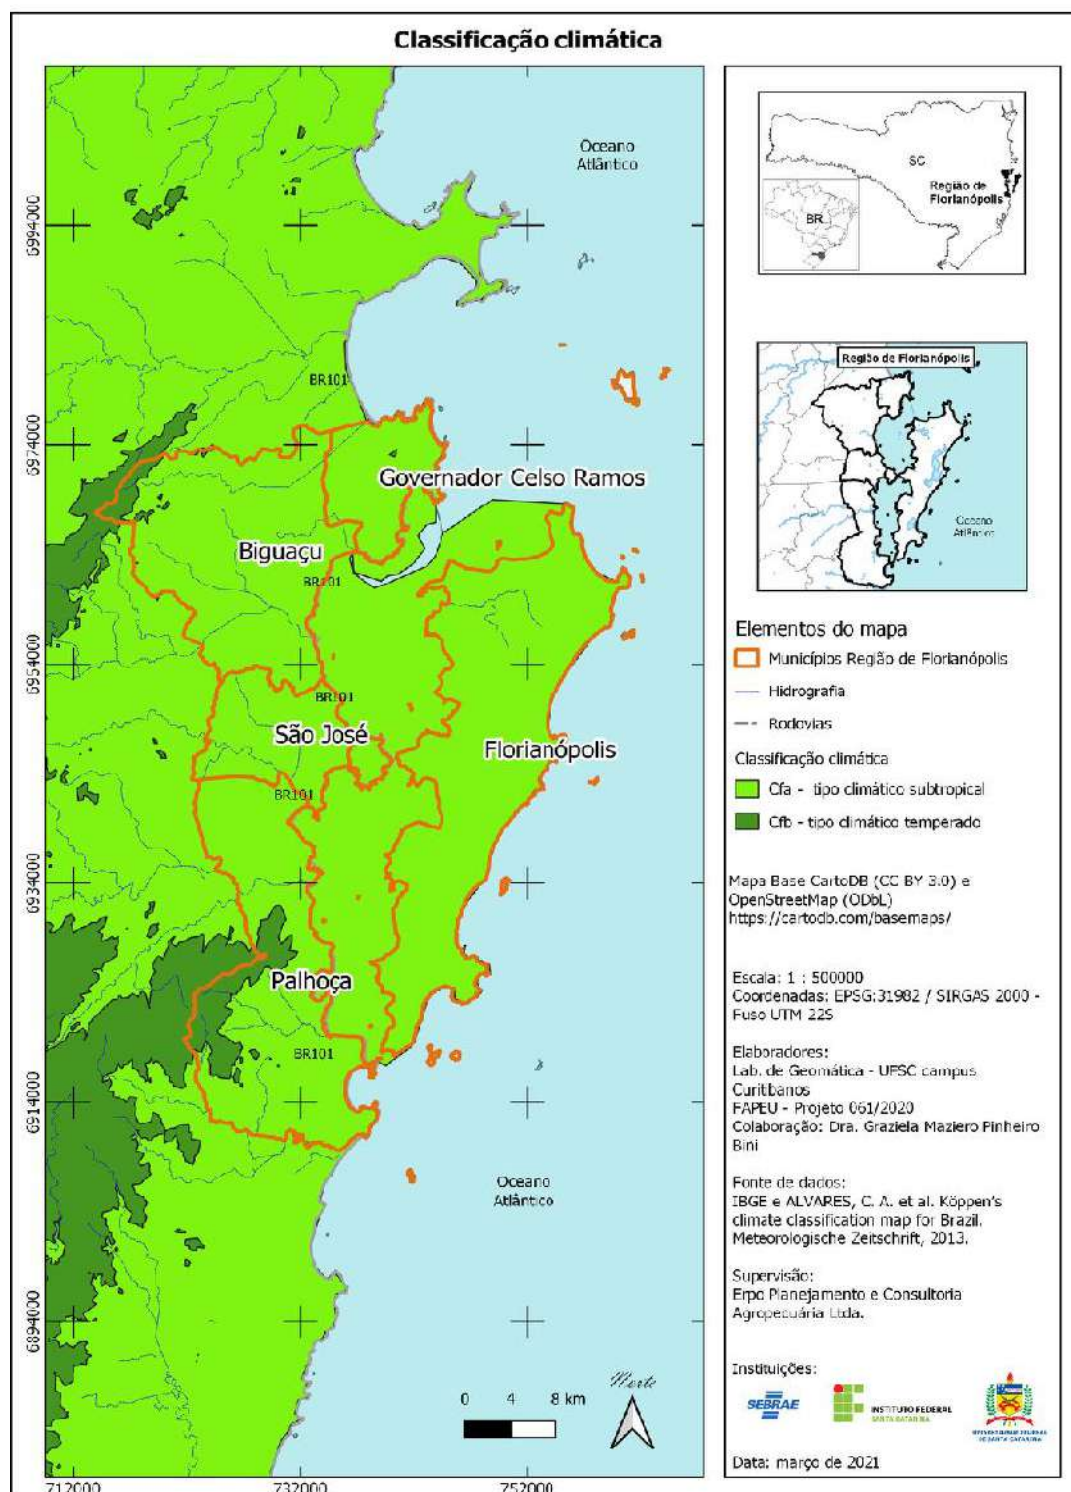 Classificação climática
Oceano
Atlântico
BR101
Governador Celso Ramos
Biguaçu
BR101
BR101
São José
Florianópolis
BR101
Palhoça
BR101
Oceano
Atlântico
6994000
6974000
6954000
6934000
6914000
6894000
712000
732000
752000
0 4 8 km
Norte
SC
Região de
Florianópolis
BR
Região de Florianópolis
Oceano
Atlântico
Elementos do mapa
Municípios Região de Florianópolis
Hidrografia
Rodovias
Classificação climática
Cfa - tipo climático subtropical
Cfb - tipo climático temperado
Mapa Base CartoDB (CC BY 3.0) e
OpenStreetMap (ODbL)
https://cartodb.com/basemaps/
Escala: 1 : 500000
Coordenadas: EPSG:31982 / SIRGAS 2000 -
Fuso UTM 22S
Elaboradores:
Lab. de Geomática - UFSC campus
Curitibanos
FAPEU - Projeto 061/2020
Colaboração: Dra. Graziela Maziero Pinheiro
Bini
Fonte de dados:
IBGE e ALVARES, C. A. et al. Köppen's
climate classification map for Brazil.
Meteorologische Zeitschrift, 2013.
Supervisão:
Erpo Planejamento e Consultoria
Agropecuária Ltda.
Instituições:
SEBRAE
INSTITUTO FEDERAL
SANTA CATARINA
UNIVERSIDADE FEDERAL
DE SANTA CATARINA
Data: março de 2021